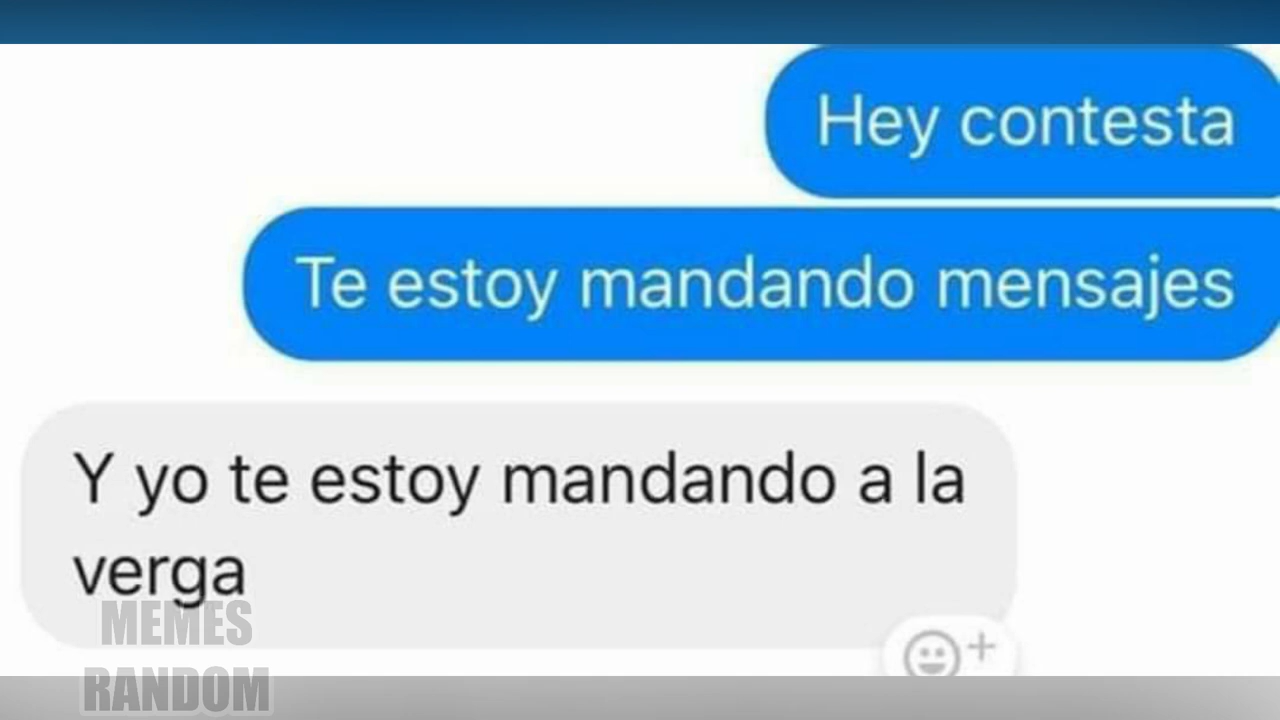 Hey contesta
Te estoy mandando mensajes
Y yo te estoy mandando a la
verga
MEMES
RANDOM